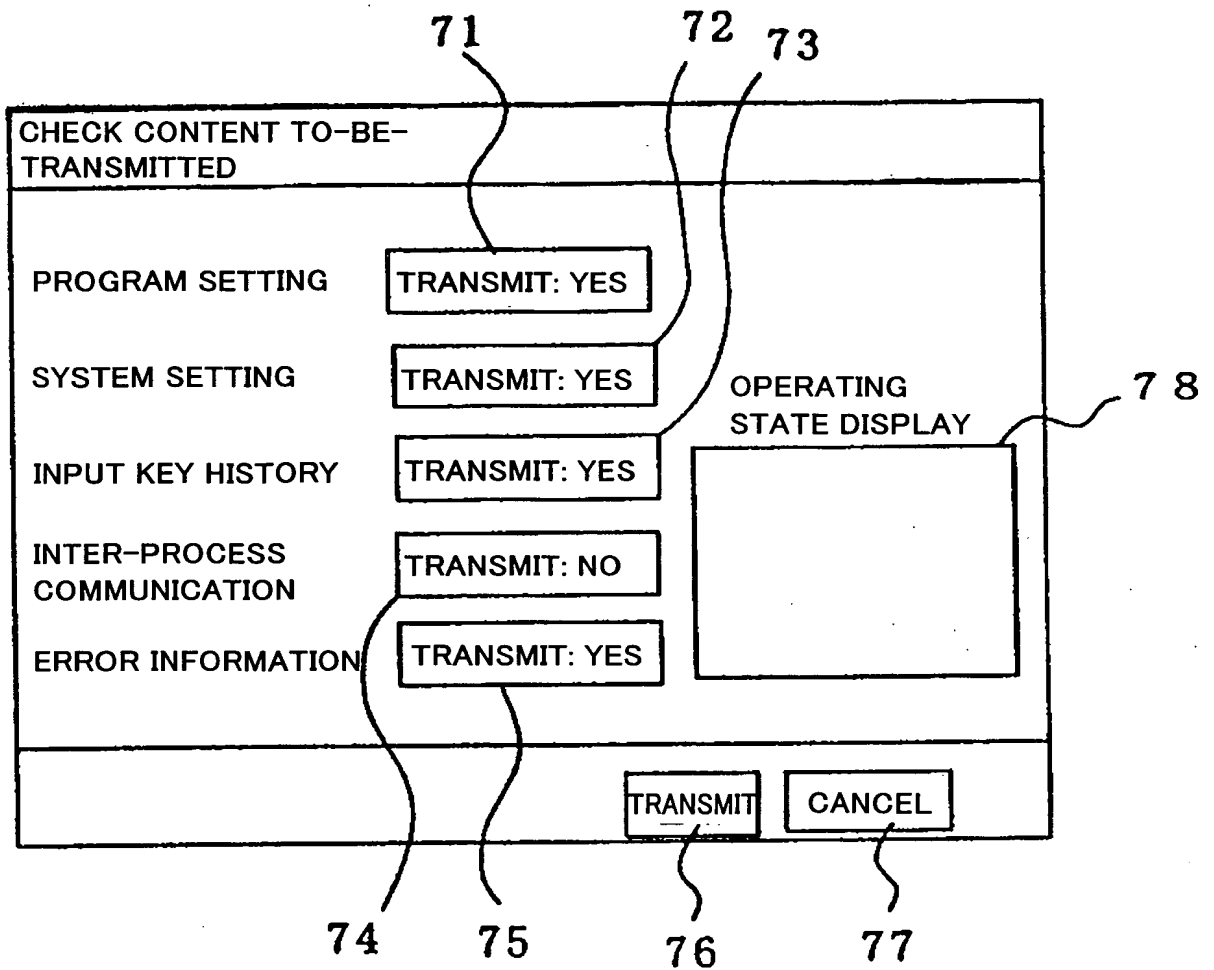 71
72
73
CHECK CONTENT TO-BE-
TRANSMITTED
PROGRAM SETTING
TRANSMIT: YES
SYSTEM SETTING
TRANSMIT: YES
OPERATING
STATE DISPLAY
78
INPUT KEY HISTORY
TRANSMIT: YES
INTER-PROCESS
COMMUNICATION
TRANSMIT: NO
ERROR INFORMATION
TRANSMIT: YES
TRANSMIT
CANCEL
74
75
76
77